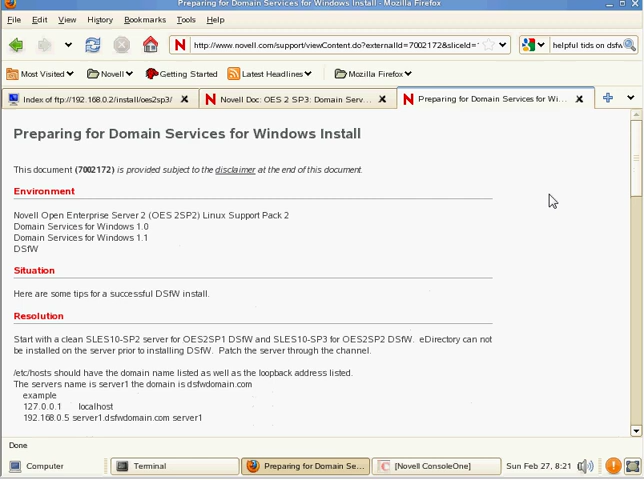 Preparing for Domain Services for Windows Install - Mozilla Firefox
File Edit View History Bookmarks Tools Help
http://www.novell.com/support/viewContent.do?externalId=7002172&sliceId=
helpful tids on dsfw
Most Visited Novell Getting Started Latest Headlines Mozilla Firefox
Index of ftp://192.168.0.2/install/oes2sp3/ Novell Doc: OES 2 SP3: Domain Serv... Preparing for Domain Services for Wi...
Preparing for Domain Services for Windows Install
This document (7002172) is provided subject to the disclaimer at the end of this document.
Environment
Novell Open Enterprise Server 2 (OES 2SP2) Linux Support Pack 2
Domain Services for Windows 1.0
Domain Services for Windows 1.1
DSfW
Situation
Here are some tips for a successful DSfW install.
Resolution
Start with a clean SLES10-SP2 server for OES2SP1 DSfW and SLES10-SP3 for OES2SP2 DSfW. eDirectory can not
be installed on the server prior to installing DSfW. Patch the server through the channel.
/etc/hosts should have the domain name listed as well as the loopback address listed.
The servers name is server1 the domain is dsfwdomain.com
example
127.0.0.1 localhost
192.168.0.5 server1.dsfwdomain.com server1
Done
Computer Terminal Preparing for Domain Se... [Novell ConsoleOne] Sun Feb 27, 8:21